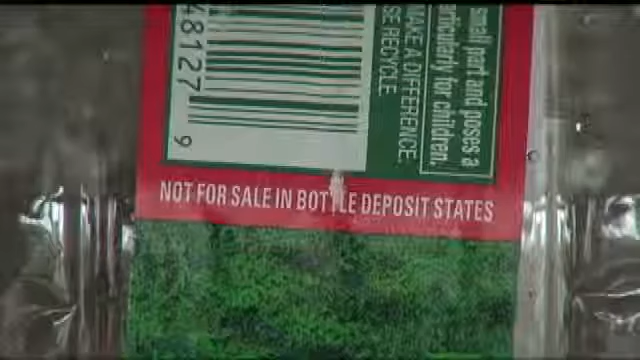 small part and poses a
articularly for children.
MAKE A DIFFERENCE.
SE RECYCLE
48127 9
NOT FOR SALE IN BOTTLE DEPOSIT STATES